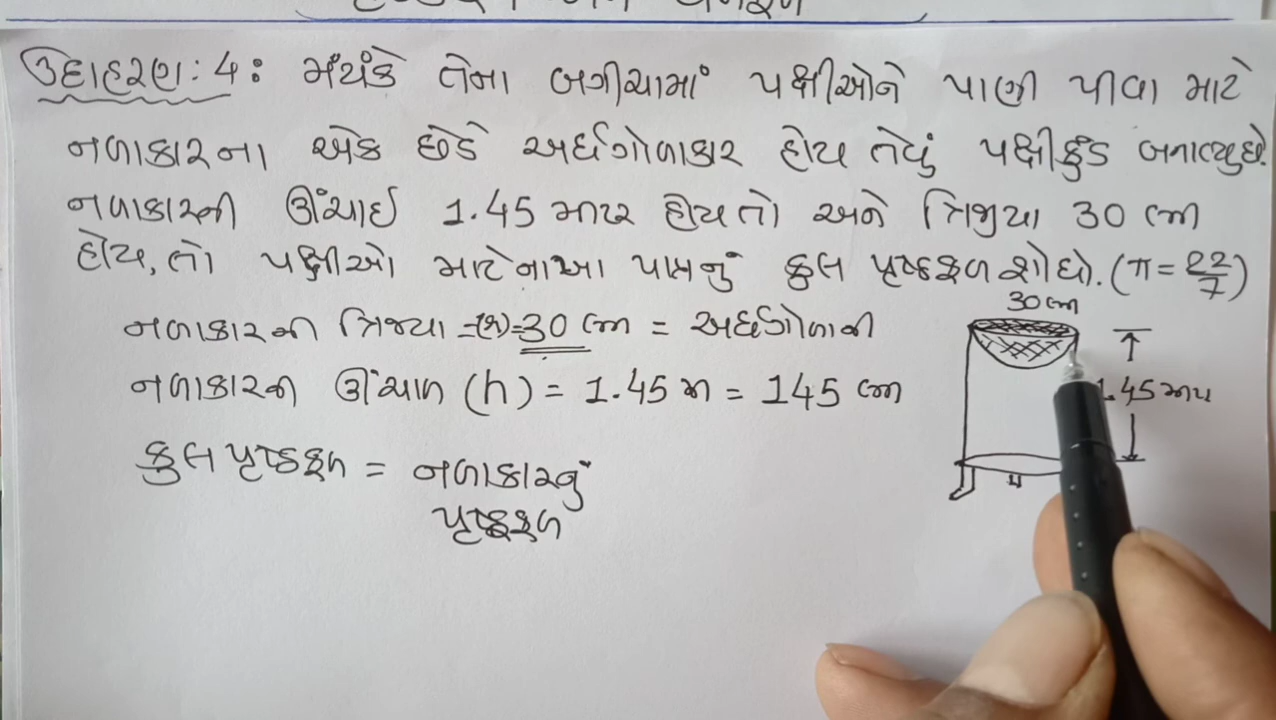 ઉદાહરણ: 4: મયંકે તેના બગીચામાં પક્ષીઓને પાણી પીવા માટે
નળાકારના એક છેડે અર્ધગોળાકાર હોય તેવું પક્ષીકુંડ બનાવ્યુ છે.
નળાકારની ઊંચાઈ 1.45 મીટર હોય તો અને ત્રિજ્યા 30 cm
હોય, તો પક્ષીઓ માટેના આ પાત્રનું કુલ પૃષ્ઠફળ શોધો. (π = 22/7)
30 cm
નળાકારની ત્રિજ્યા =(r)= 30 cm = અર્ધગોળાની
નળાકારની ઊંચાઈ (h) = 1.45 m = 145 cm
1.45 મીટર
કુલ પૃષ્ઠફળ = નળાકારનું
પૃષ્ઠફળ